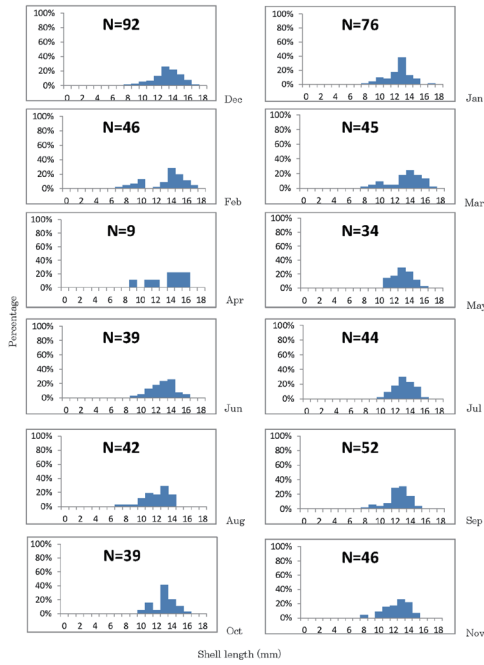 100%
80%
60%
40%
20%
0%
N=92
0 2 4 6 8 10 12 14 16 18
Dec
100%
80%
60%
40%
20%
0%
N=76
0 2 4 6 8 10 12 14 16 18
Jan
100%
80%
60%
40%
20%
0%
N=46
0 2 4 6 8 10 12 14 16 18
Feb
100%
80%
60%
40%
20%
0%
N=45
0 2 4 6 8 10 12 14 16 18
Mar
100%
80%
60%
40%
20%
0%
N=9
0 2 4 6 8 10 12 14 16 18
Apr
100%
80%
60%
40%
20%
0%
N=34
0 2 4 6 8 10 12 14 16 18
May
Percentage
100%
80%
60%
40%
20%
0%
N=39
0 2 4 6 8 10 12 14 16 18
Jun
100%
80%
60%
40%
20%
0%
N=44
0 2 4 6 8 10 12 14 16 18
Jul
100%
80%
60%
40%
20%
0%
N=42
0 2 4 6 8 10 12 14 16 18
Aug
100%
80%
60%
40%
20%
0%
N=52
0 2 4 6 8 10 12 14 16 18
Sep
100%
80%
60%
40%
20%
0%
N=39
0 2 4 6 8 10 12 14 16 18
Oct
100%
80%
60%
40%
20%
0%
N=46
0 2 4 6 8 10 12 14 16 18
Nov
Shell length (mm)